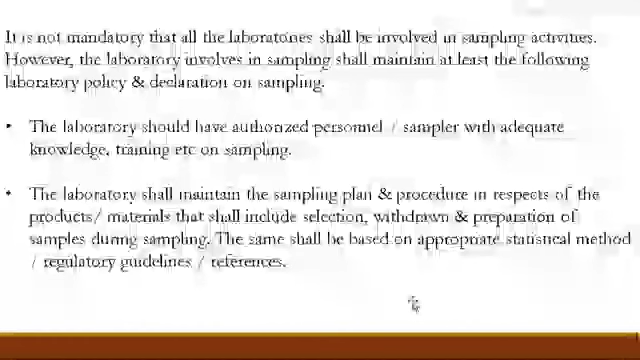 It is not mandatory that all the laboratories shall be involved in sampling activities.
However, the laboratory involves in sampling shall maintain at least the following
laboratory policy & declaration on sampling.
• The laboratory should have authorized personnel / sampler with adequate
knowledge, training etc on sampling.
• The laboratory shall maintain the sampling plan & procedure in respects of the
products/ materials that shall include selection, withdrawn & preparation of
samples during sampling. The same shall be based on appropriate statistical method
/ regulatory guidelines / references.